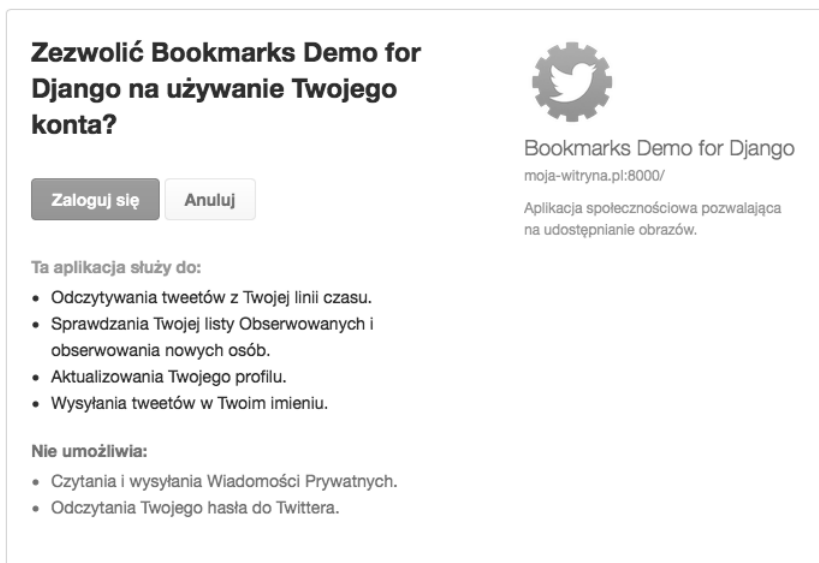 Zezwolić Bookmarks Demo for
Django na używanie Twojego
konta?
Zaloguj się
Anuluj
Ta aplikacja służy do:
• Odczytywania tweetów z Twojej linii czasu.
• Sprawdzania Twojej listy Obserwowanych i
obserwowania nowych osób.
• Aktualizowania Twojego profilu.
• Wysyłania tweetów w Twoim imieniu.
Nie umożliwia:
• Czytania i wysyłania Wiadomości Prywatnych.
• Odczytania Twojego hasła do Twittera.
Bookmarks Demo for Django
moja-witryna.pl:8000/
Aplikacja społecznościowa pozwalająca
na udostępnianie obrazów.